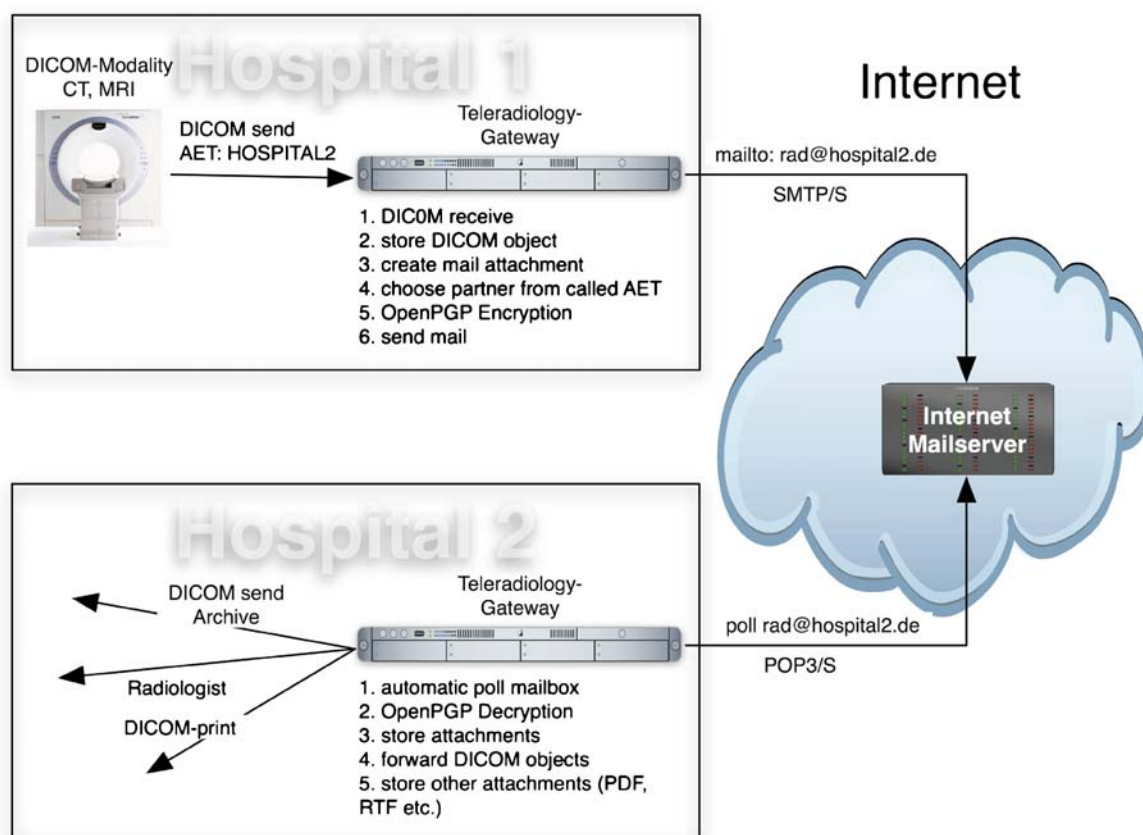 Hospital 1
DICOM-Modality
CT, MRI
DICOM send
AET: HOSPITAL2
Teleradiology-
Gateway
1. DIC0M receive
2. store DICOM object
3. create mail attachment
4. choose partner from called AET
5. OpenPGP Encryption
6. send mail
Internet
mailto: rad@hospital2.de
SMTP/S
Internet
Mailserver
Hospital 2
DICOM send
Archive
Radiologist
DICOM-print
Teleradiology-
Gateway
1. automatic poll mailbox
2. OpenPGP Decryption
3. store attachments
4. forward DICOM objects
5. store other attachments (PDF,
RTF etc.)
poll rad@hospital2.de
POP3/S